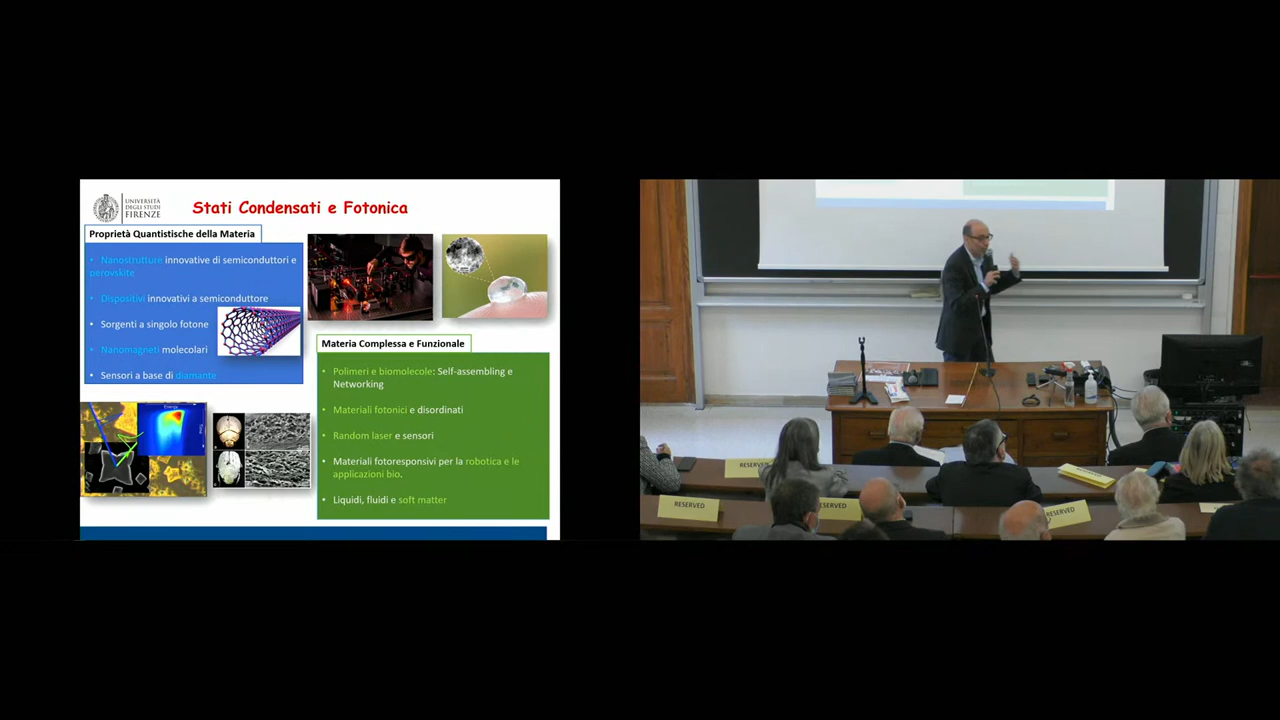 UNIVERSITÀ
DEGLI STUDI
FIRENZE
Stati Condensati e Fotonica
Proprietà Quantistiche della Materia
• Nanostrutture innovative di semiconduttori e
perovskite
• Dispositivi innovativi a semiconduttore
• Sorgenti a singolo fotone
• Nanomagneti molecolari
• Sensori a base di diamante
Materia Complessa e Funzionale
• Polimeri e biomolecole: Self-assembling e
Networking
• Materiali fotonici e disordinati
• Random laser e sensori
• Materiali fotoresponsivi per la robotica e le
applicazioni bio.
• Liquidi, fluidi e soft matter
Energy
RESERVED
RESERVED
RESERVED
RESERVED